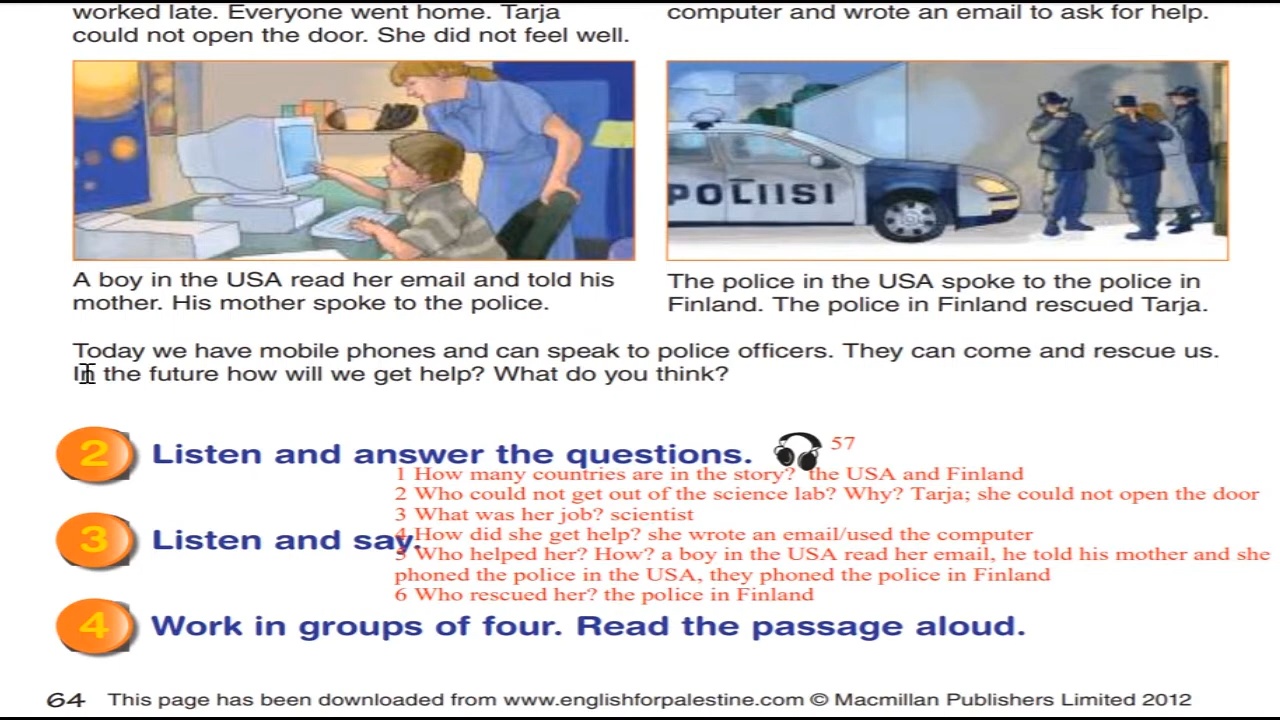 worked late. Everyone went home. Tarja
could not open the door. She did not feel well.
computer and wrote an email to ask for help.
POLIISI
A boy in the USA read her email and told his
mother. His mother spoke to the police.
The police in the USA spoke to the police in
Finland. The police in Finland rescued Tarja.
Today we have mobile phones and can speak to police officers. They can come and rescue us.
In the future how will we get help? What do you think?
2 Listen and answer the questions. 57
1 How many countries are in the story? the USA and Finland
2 Who could not get out of the science lab? Why? Tarja; she could not open the door
3 What was her job? scientist
3 Listen and say.
4 How did she get help? she wrote an email/used the computer
5 Who helped her? How? a boy in the USA read her email, he told his mother and she
phoned the police in the USA, they phoned the police in Finland
6 Who rescued her? the police in Finland
4 Work in groups of four. Read the passage aloud.
64 This page has been downloaded from www.englishforpalestine.com © Macmillan Publishers Limited 2012